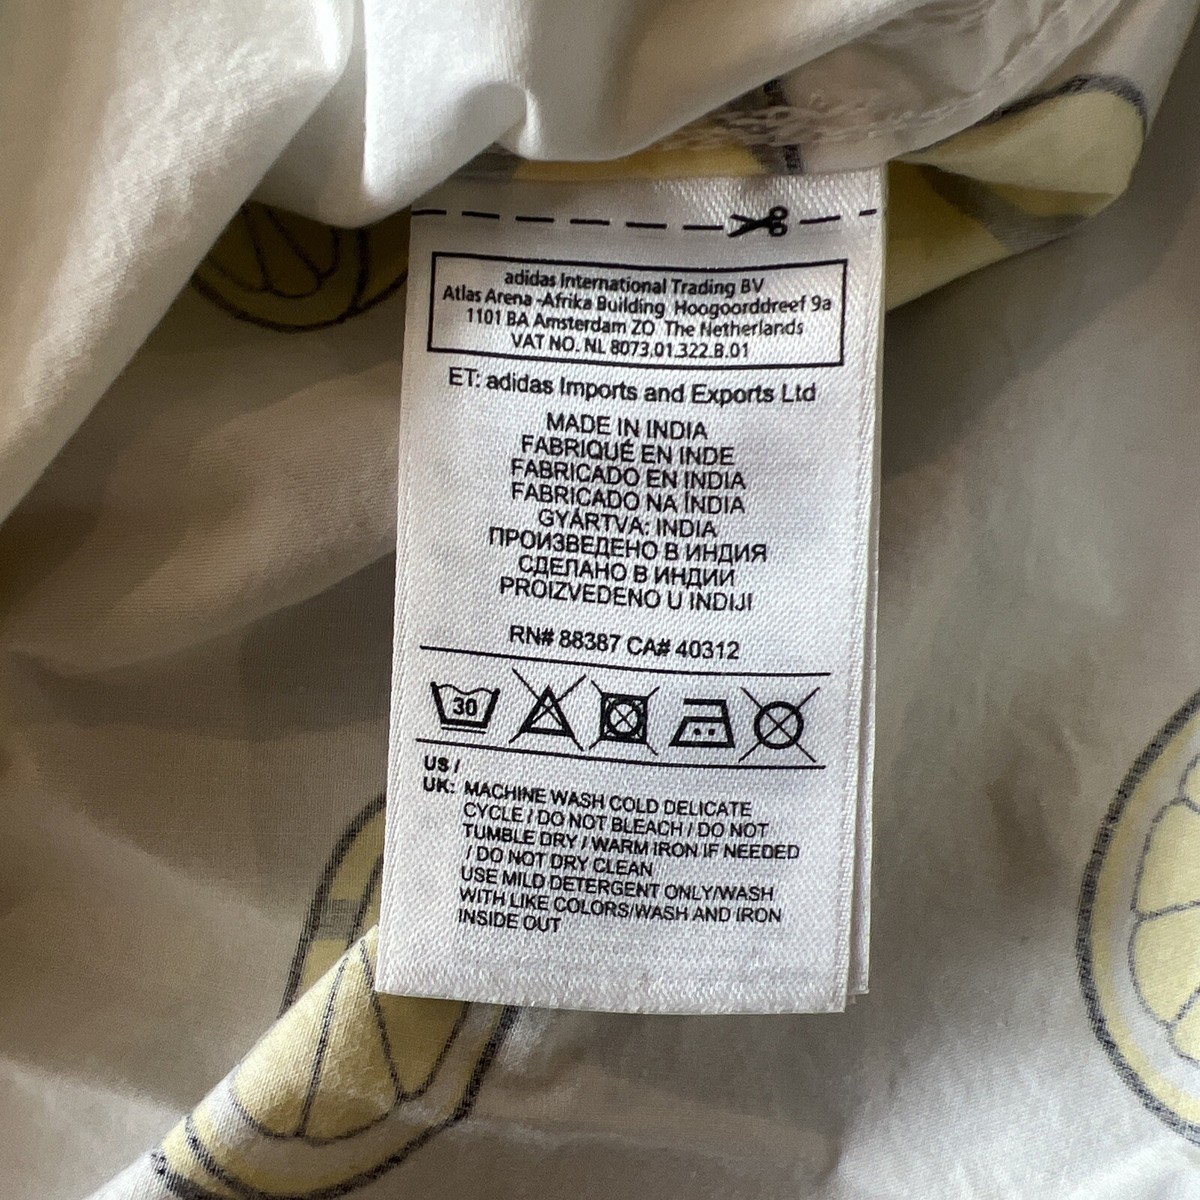 adidas International Trading BV
Atlas Arena -Afrika Building Hoogoorddreef 9a
1101 BA Amsterdam ZO The Netherlands
VAT NO. NL 8073.01.322.B.01
ET: adidas Imports and Exports Ltd
MADE IN INDIA
FABRIQUÉ EN INDE
FABRICADO EN INDIA
FABRICADO NA ÍNDIA
GYÁRTVA: INDIA
ПРОИЗВЕДЕНО В ИНДИЯ
СДЕЛАНО В ИНДИИ
PROIZVEDENO U INDIJI
RN# 88387 CA# 40312
30
US /
UK: MACHINE WASH COLD DELICATE
CYCLE / DO NOT BLEACH / DO NOT
TUMBLE DRY / WARM IRON IF NEEDED
/ DO NOT DRY CLEAN
USE MILD DETERGENT ONLY/WASH
WITH LIKE COLORS/WASH AND IRON
INSIDE OUT